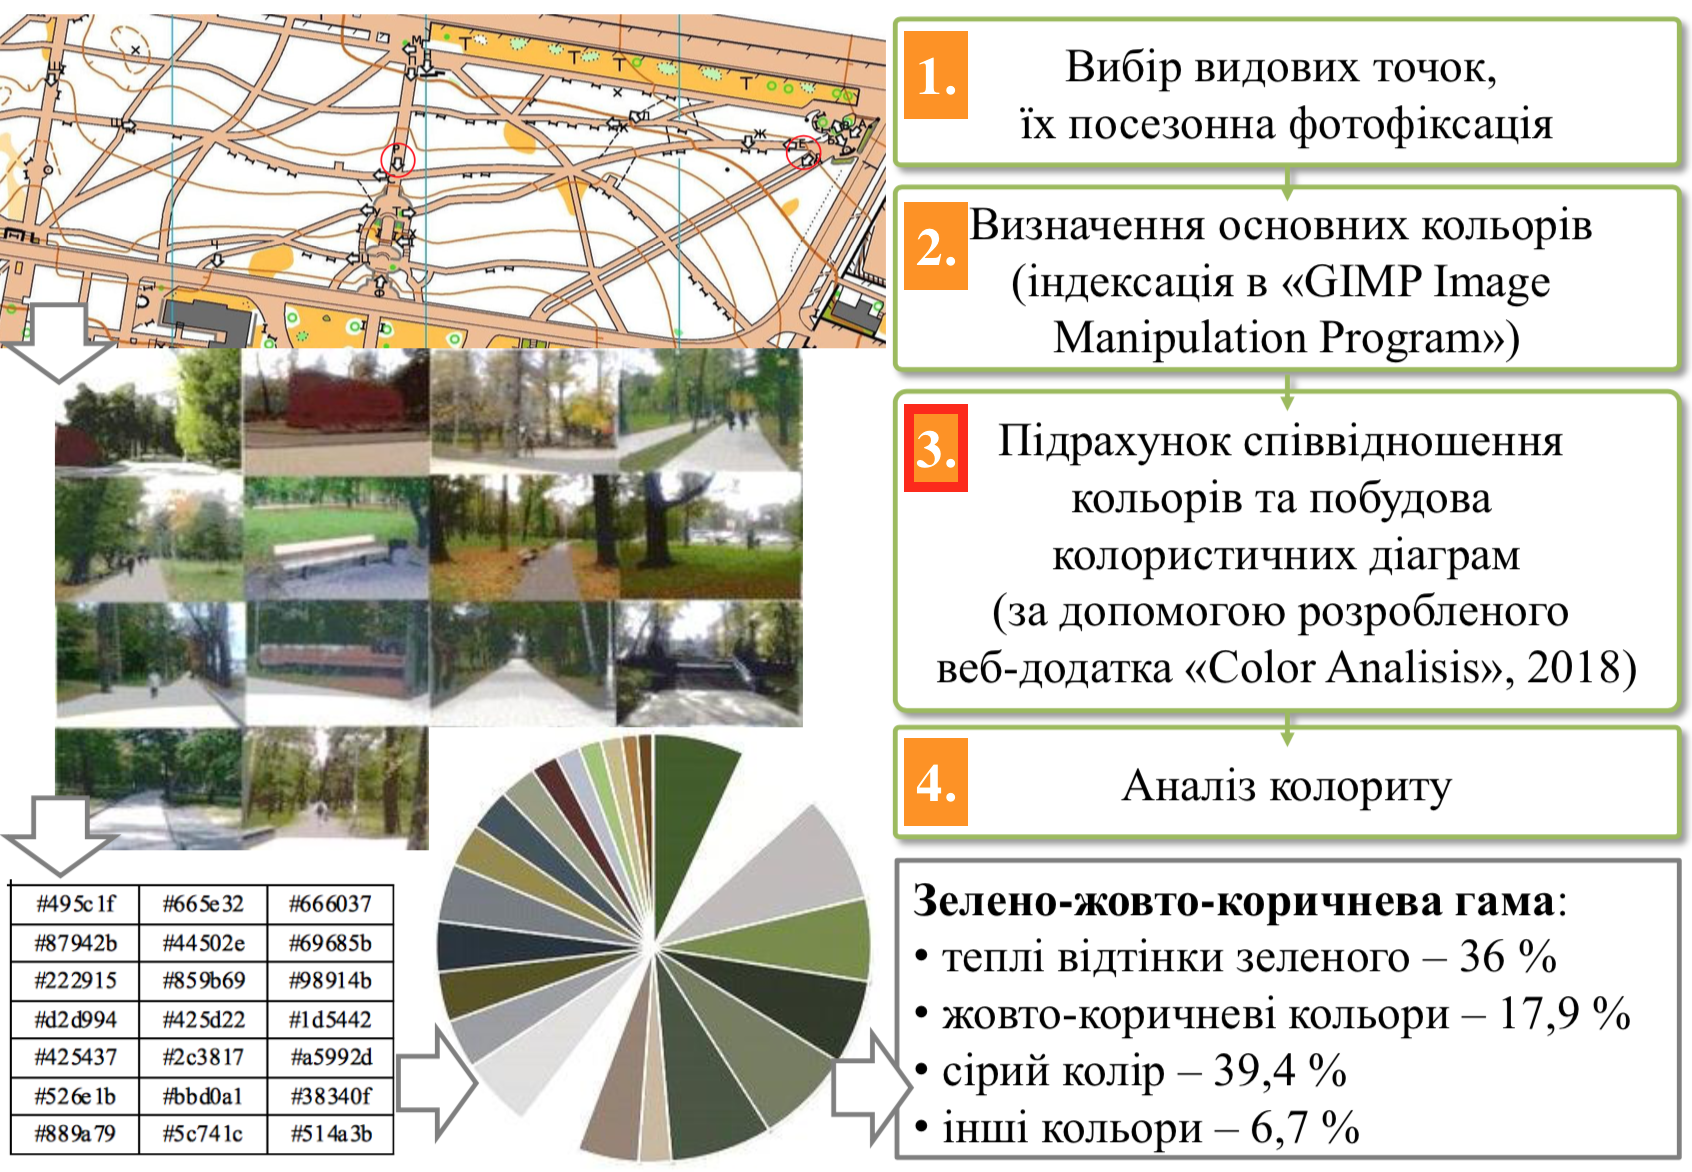 1.
Вибір видових точок,
їх посезонна фотофіксація
2.
Визначення основних кольорів
(індексація в «GIMP Image
Manipulation Program»)
3.
Підрахунок співвідношення
кольорів та побудова
колористичних діаграм
(за допомогою розробленого
веб-додатка «Color Analisis», 2018)
4.
Аналіз колориту
#495c1f #665e32 #666037
#87942b #44502e #69685b
#222915 #859b69 #98914b
#d2d994 #425d22 #1d5442
#425437 #2c3817 #a5992d
#526e1b #bbd0a1 #38340f
#889a79 #5c741c #514a3b
Зелено-жовто-коричнева гама:
• теплі відтінки зеленого – 36 %
• жовто-коричневі кольори – 17,9 %
• сірий колір – 39,4 %
• інші кольори – 6,7 %